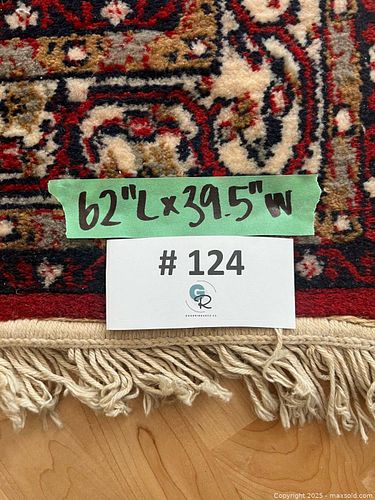 62"L x 39.5" W
# 124
GR
Copyright 2025 - maxsold.com